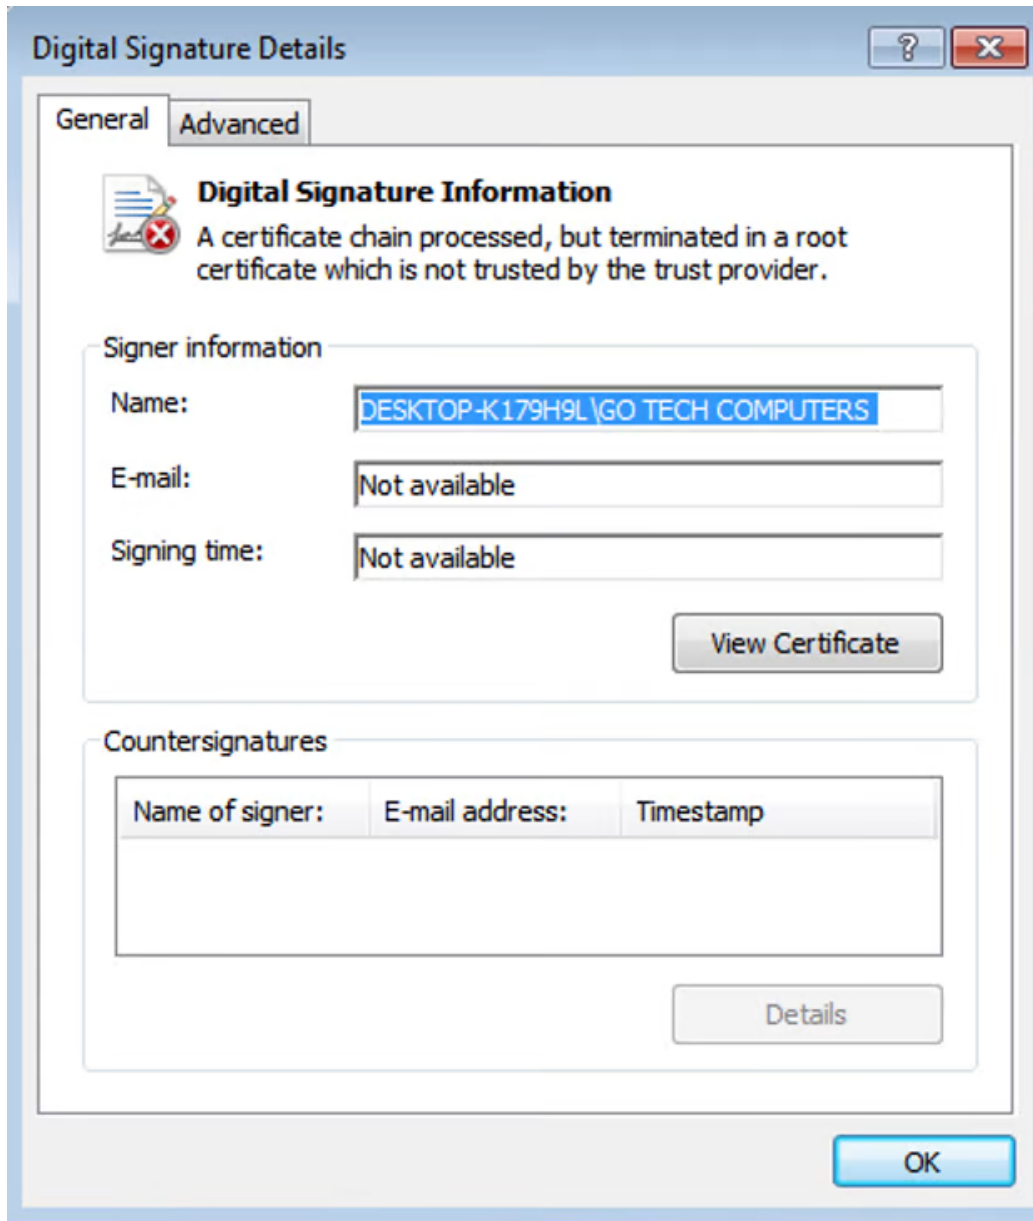 Digital Signature Details
General
Advanced
Digital Signature Information
A certificate chain processed, but terminated in a root
certificate which is not trusted by the trust provider.
Signer information
Name:
DESKTOP-K179H9L\GO TECH COMPUTERS
E-mail:
Not available
Signing time:
Not available
View Certificate
Countersignatures
Name of signer:
E-mail address:
Timestamp
Details
OK